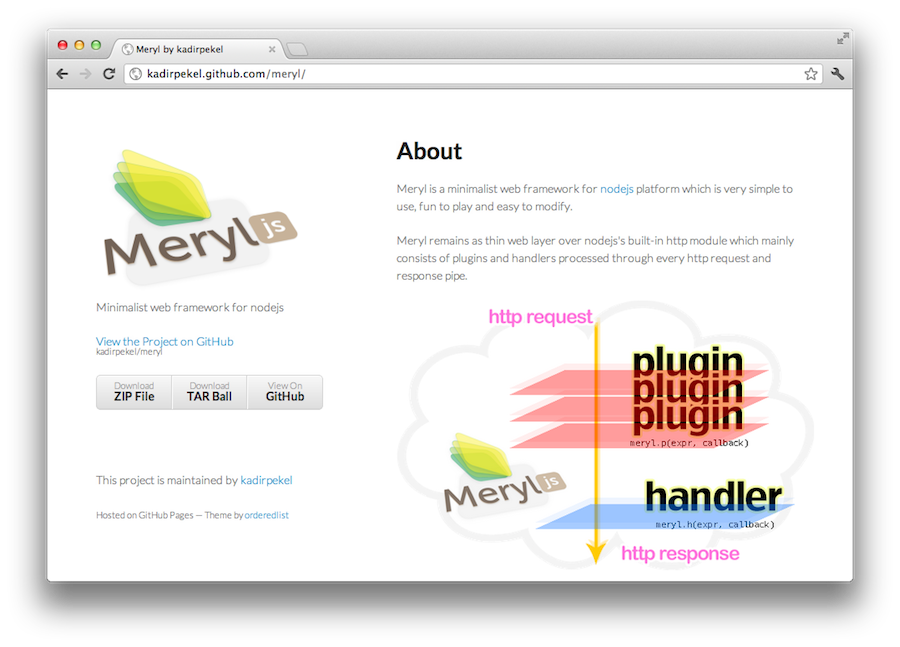 Meryl by kadirpekel
kadirpekel.github.com/meryl/
Meryl js
Minimalist web framework for nodejs
View the Project on GitHub
kadirpekel/meryl
Download
ZIP File
Download
TAR Ball
View On
GitHub
This project is maintained by kadirpekel
Hosted on GitHub Pages — Theme by orderedlist
About
Meryl is a minimalist web framework for nodejs platform which is very simple to
use, fun to play and easy to modify.
Meryl remains as thin web layer over nodejs's built-in http module which mainly
consists of plugins and handlers processed through every http request and
response pipe.
http request
plugin
plugin
plugin
meryl.p(expr, callback)
Meryl js
handler
meryl.h(expr, callback)
http response